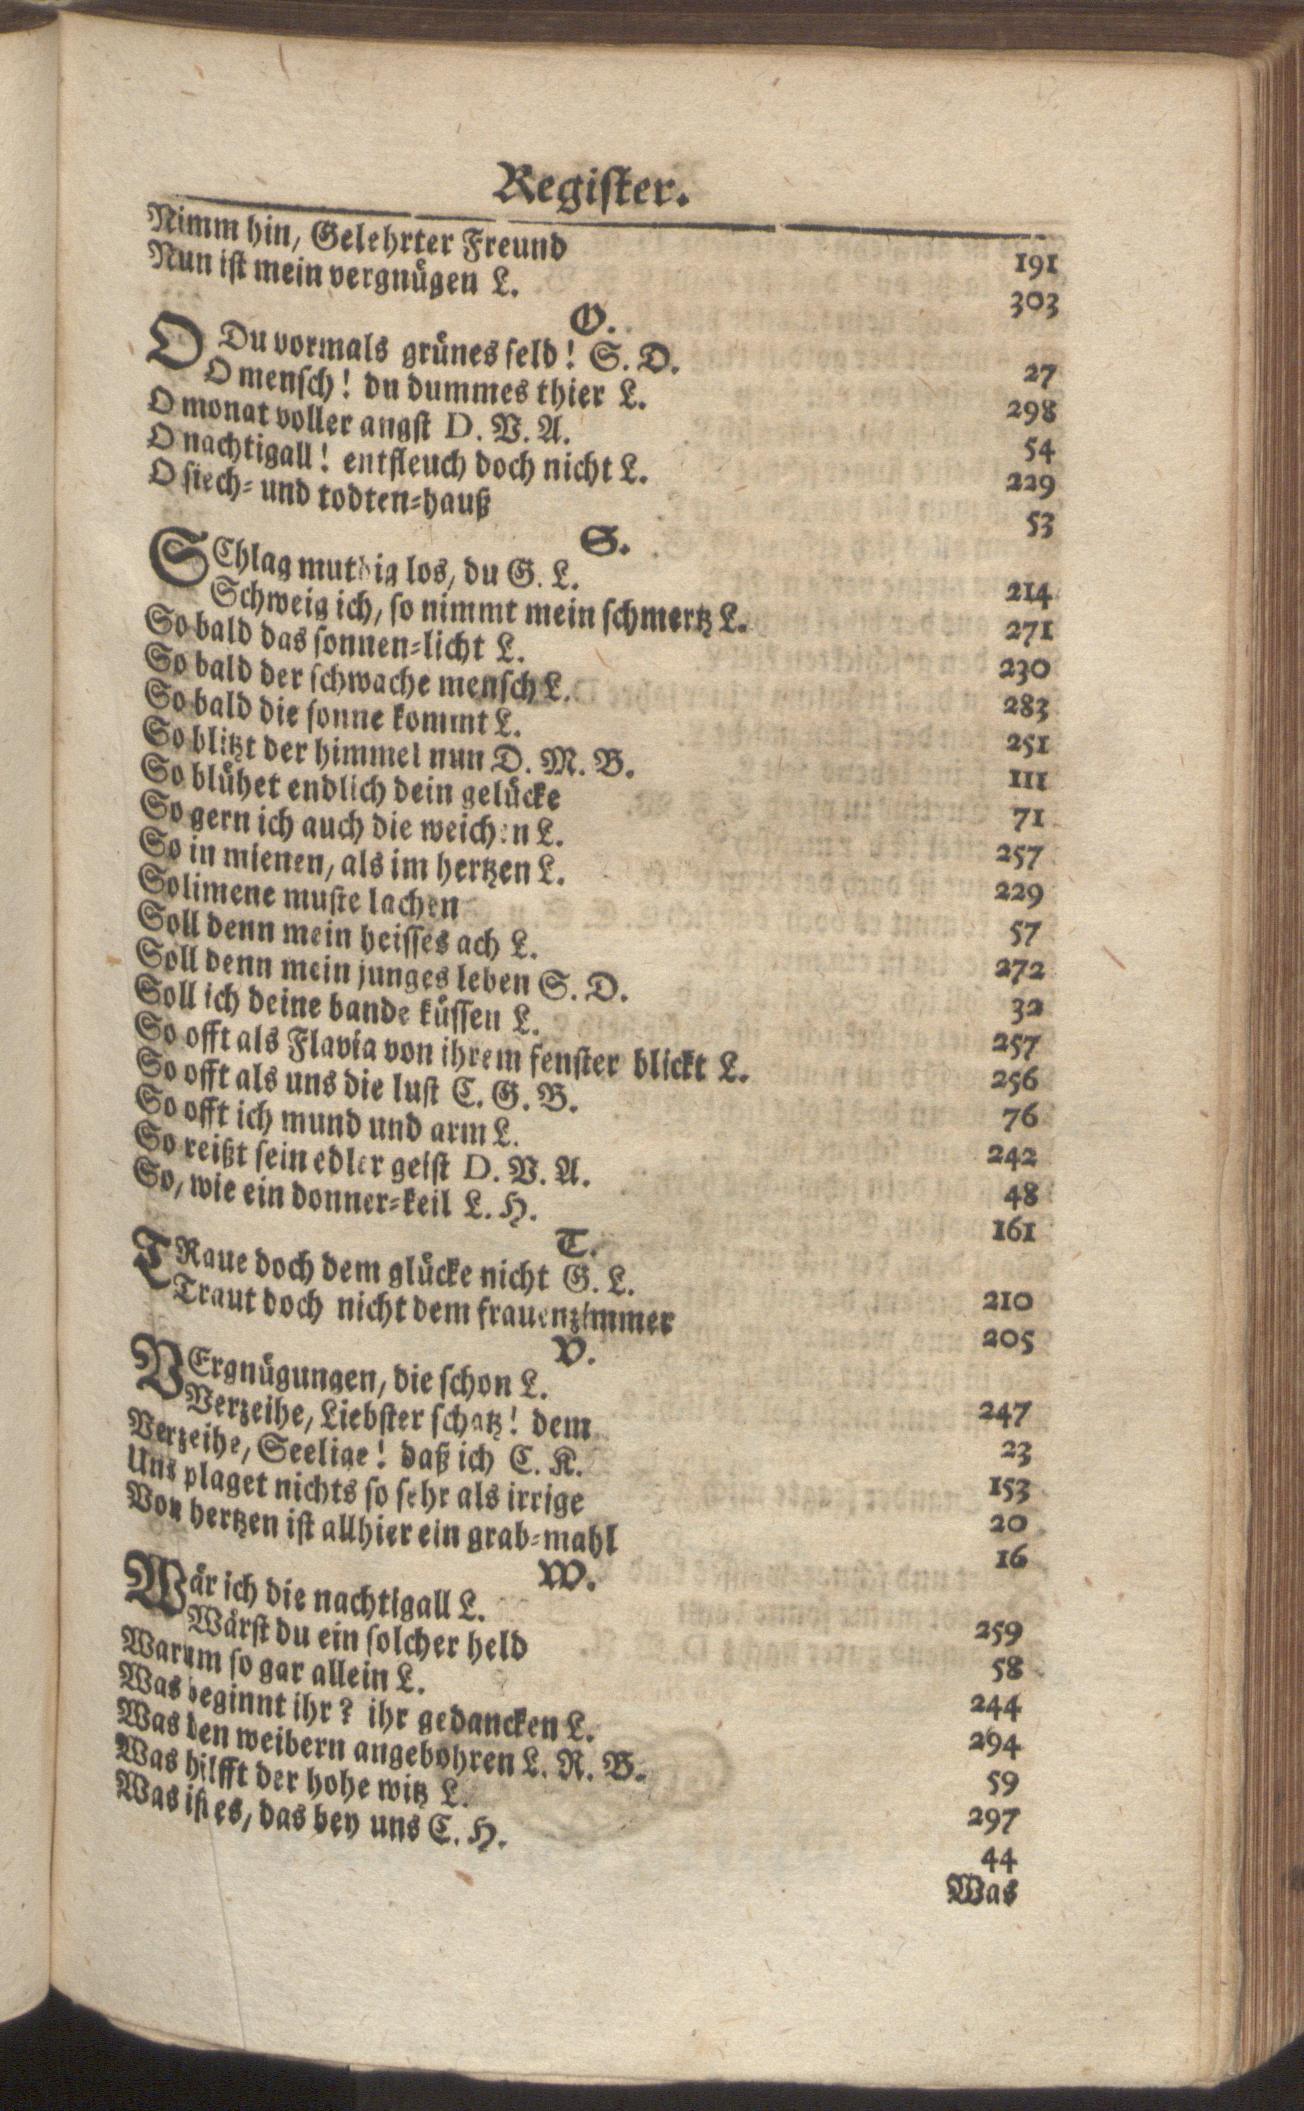 Register.
Nimm hin, Gelehrter Freund 191
Nun ist mein vergnügen L. 303
O.
O Du vormals grünes feld! S. D. 27
O mensch! du dummes thier L. 298
O monat voller angst D. V. A. 54
O nachtigall! entfleuch doch nicht L. 229
O siech- und todten-hauß 53
S.
SChlag muthig los, du G. L. 214
Schweig ich, so nimmt mein schmertz L. 271
So bald das sonnen-licht L. 230
So bald der schwache mensch L. 283
So bald die sonne kommt L. 251
So blitzt der himmel nun D. M. B. 111
So blühet endlich dein gelücke 71
So gern ich auch die weichen L. 257
So in mienen, als im hertzen L. 229
Solimene muste lachen 57
Soll denn mein heisses ach L. 272
Soll denn mein junges leben S. D. 32
Soll ich deine bande küssen L. 257
So offt als Flavia von ihrem fenster blickt L. 256
So offt als uns die lust C. G. B. 76
So offt ich mund und arm L. 242
So reißt sein edler geist D. V. A. 48
So, wie ein donner-keil L. H. 161
T.
TRaue doch dem glücke nicht G. L. 210
Traut doch nicht dem frauenzimmer 205
V.
VErgnügungen, die schon L. 247
Verzeihe, Liebster schatz! dem 23
Verzeihe, Seelige! daß ich C. K. 153
Uns plaget nichts so sehr als irrige 20
Von hertzen ist allhier ein grab-mahl 16
W.
Wär ich die nachtigall L. 259
Wärst du ein solcher held 58
Warum so gar allein L. 244
Was beginnt ihr? ihr gedancken L. 294
Was den weibern angebohren L. R. B. 59
Was hilfft der hohe witz L. 297
Was ist es, das bey uns C. H. 44
Was